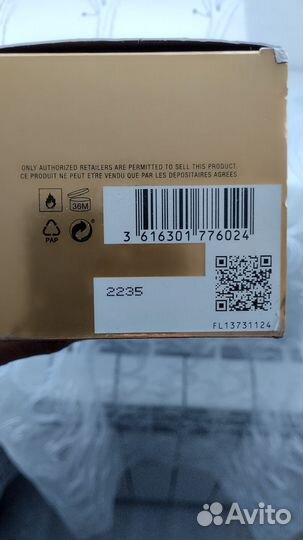 ONLY AUTHORIZED RETAILERS ARE PERMITTED TO SELL THIS PRODUCT.
CE PRODUIT NE PEUT ETRE VENDU QUE PAR LES DEPOSITAIRES AGREES
36M
PAP
3 616301 776024
2235
FL13731124
Avito